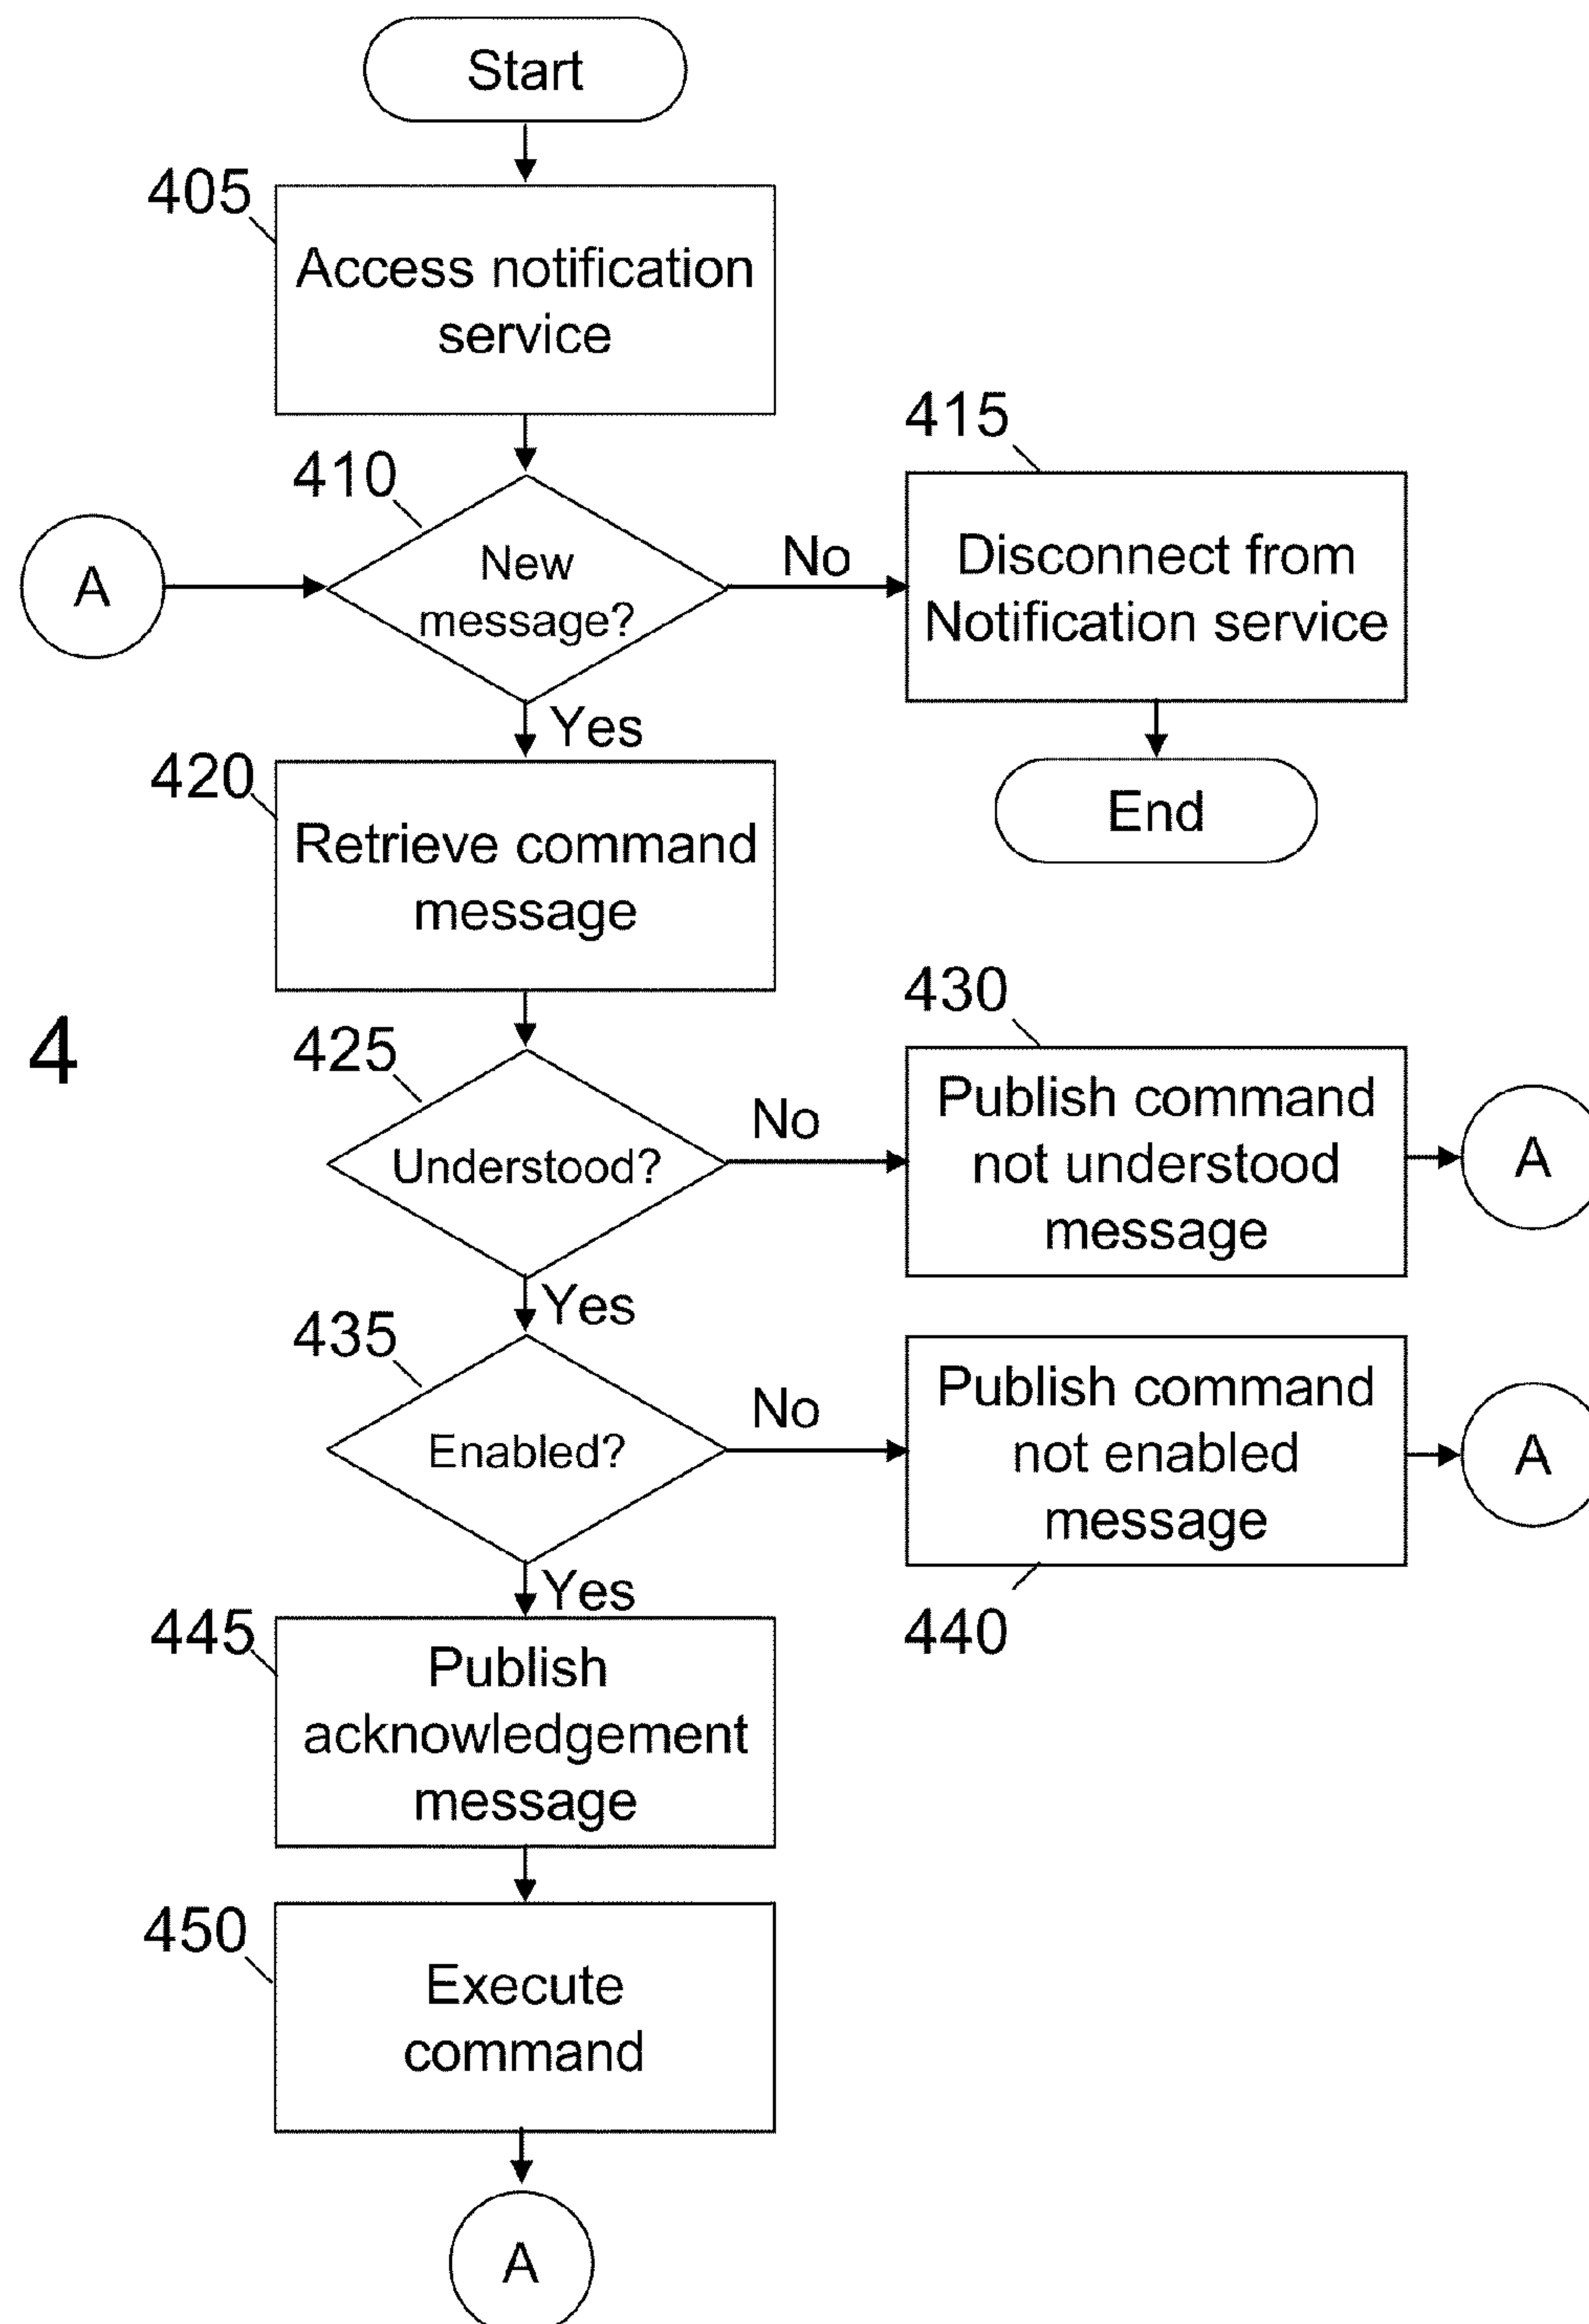 Start
405
Access notification
service
410
415
A
New
message?
No
Disconnect from
Notification service
Yes
End
420
Retrieve command
message
4
425
430
Understood?
No
Publish command
not understood
message
A
Yes
435
Enabled?
No
Publish command
not enabled
message
A
440
Yes
445
Publish
acknowledgement
message
450
Execute
command
A